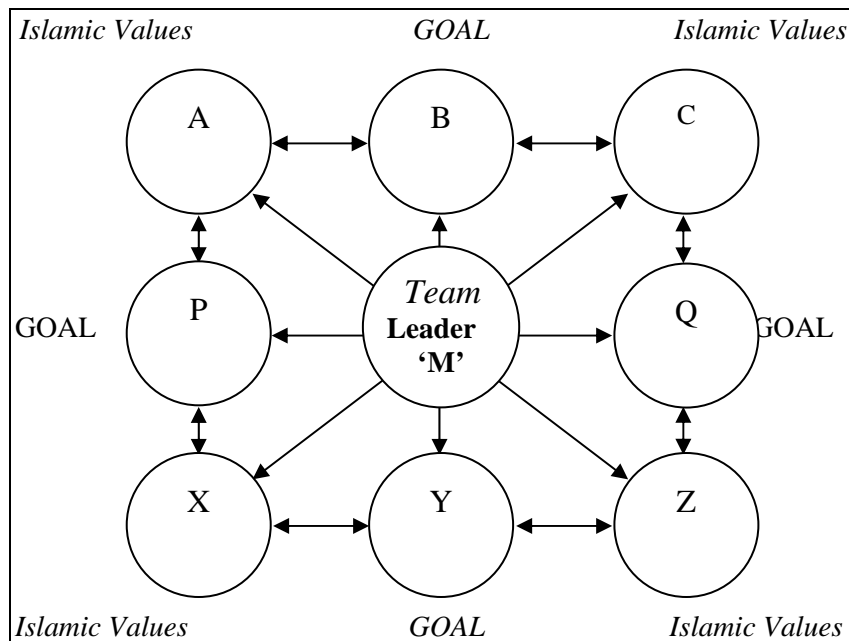 Islamic Values GOAL Islamic Values
A B C
Team
Leader
‘M’
P Q
GOAL GOAL
X Y Z
Islamic Values GOAL Islamic Values